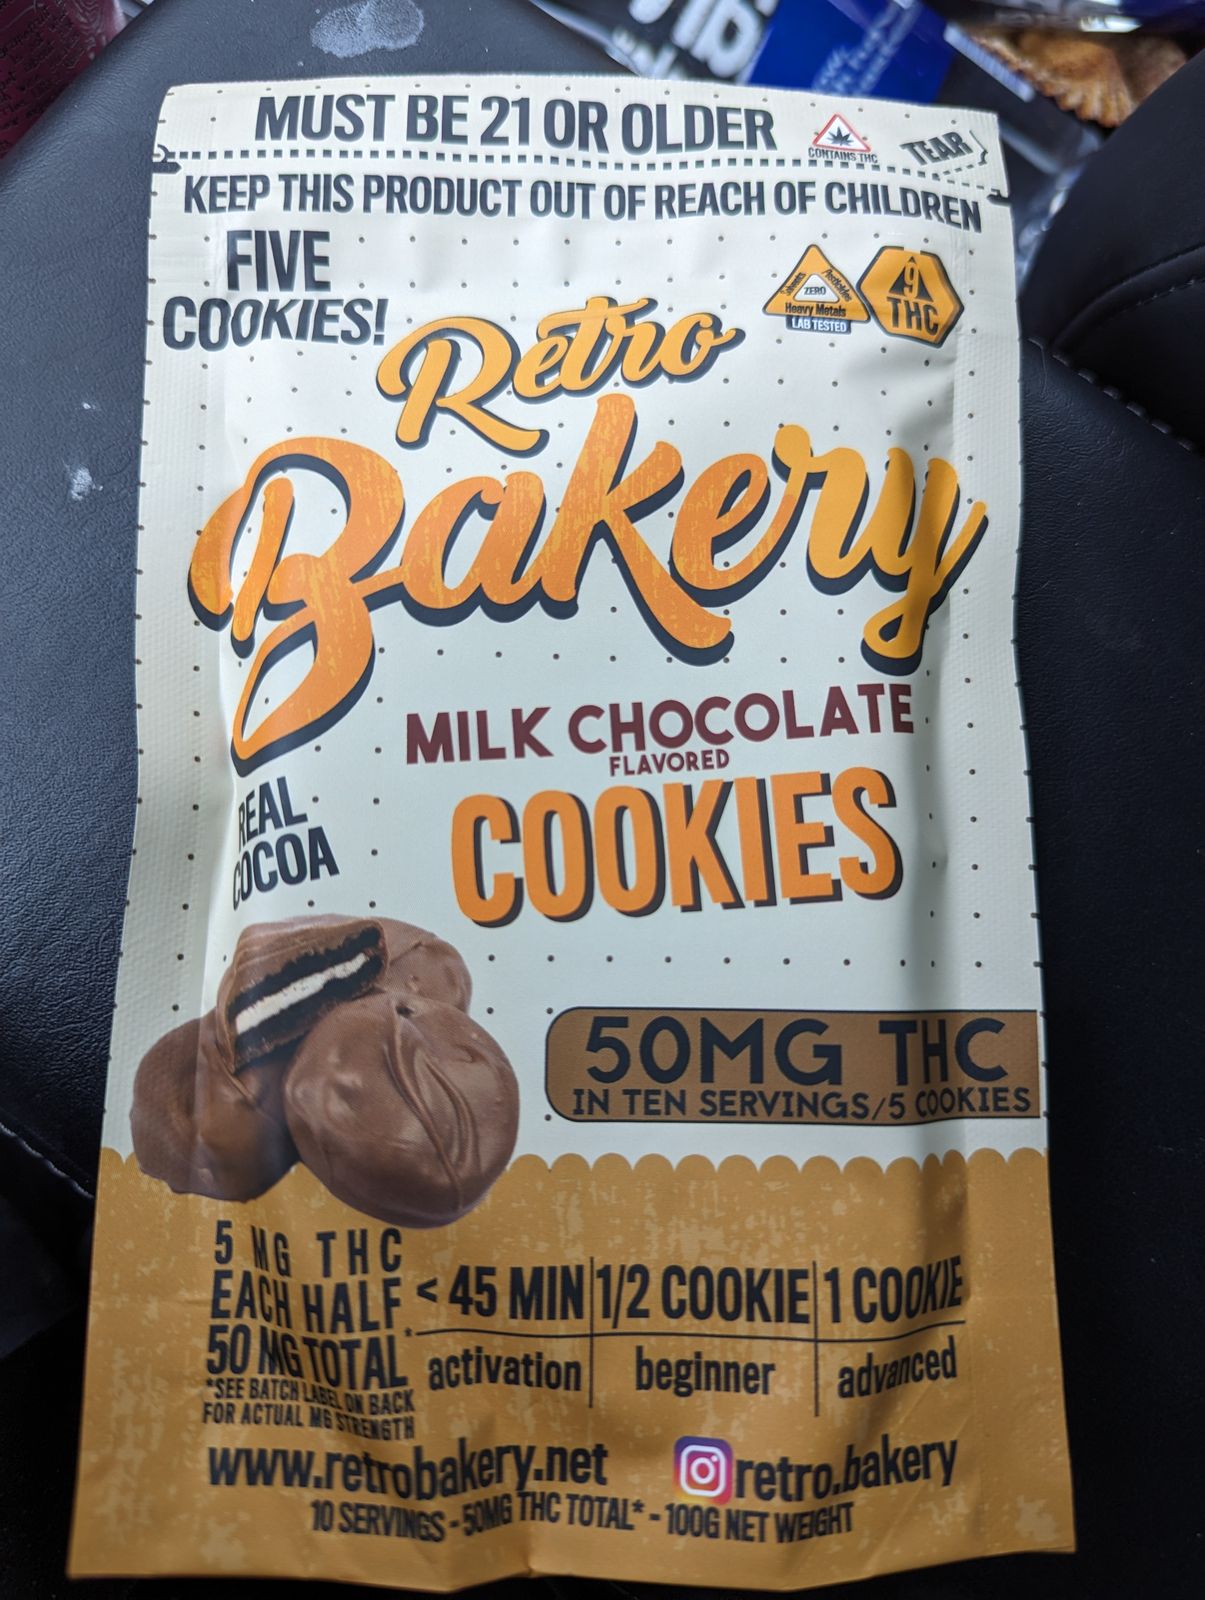 MUST BE 21 OR OLDER
CONTAINS THC
TEAR
KEEP THIS PRODUCT OUT OF REACH OF CHILDREN
FIVE
COOKIES!
Solvents
Pesticides
ZERO
Heavy Metals
LAB TESTED
9
THC
Retro
Bakery
MILK CHOCOLATE
FLAVORED
COOKIES
REAL
COCOA
50MG THC
IN TEN SERVINGS/5 COOKIES
5 MG THC
EACH HALF
50 MG TOTAL*
*SEE BATCH LABEL ON BACK
FOR ACTUAL MG STRENGTH
< 45 MIN 1/2 COOKIE 1 COOKIE
activation beginner advanced
www.retrobakery.net retro.bakery
10 SERVINGS - 50MG THC TOTAL* - 100G NET WEIGHT